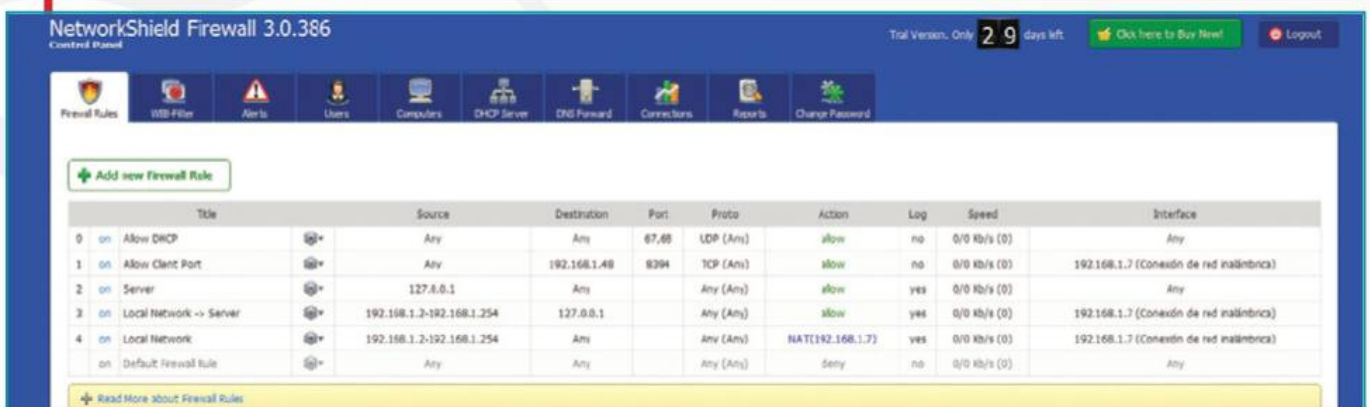 NetworkShield Firewall 3.0.386
Control Panel
Trial Version. Only 2 9 days left
Click here to Buy Now!
Logout
Firewall Rules WEB-Filter Alerts Users Computers DHCP Server DNS Forward Connections Reports Change Password
Add new Firewall Rule
Title Source Destination Port Proto Action Log Speed Interface
0 on Allow DHCP Any Any 67,68 UDP (Any) allow no 0/0 Kb/s (0) Any
1 on Allow Client Port Any 192.168.1.48 8394 TCP (Any) allow no 0/0 Kb/s (0) 192.168.1.7 (Conexión de red inalámbrica)
2 on Server 127.0.0.1 Any Any (Any) allow yes 0/0 Kb/s (0) Any
3 on Local Network -> Server 192.168.1.2-192.168.1.254 127.0.0.1 Any (Any) allow yes 0/0 Kb/s (0) 192.168.1.7 (Conexión de red inalámbrica)
4 on Local Network 192.168.1.2-192.168.1.254 Any Any (Any) NAT(192.168.1.7) yes 0/0 Kb/s (0) 192.168.1.7 (Conexión de red inalámbrica)
on Default Firewall Rule Any Any Any (Any) deny no 0/0 Kb/s (0) Any
Read More about Firewall Rules